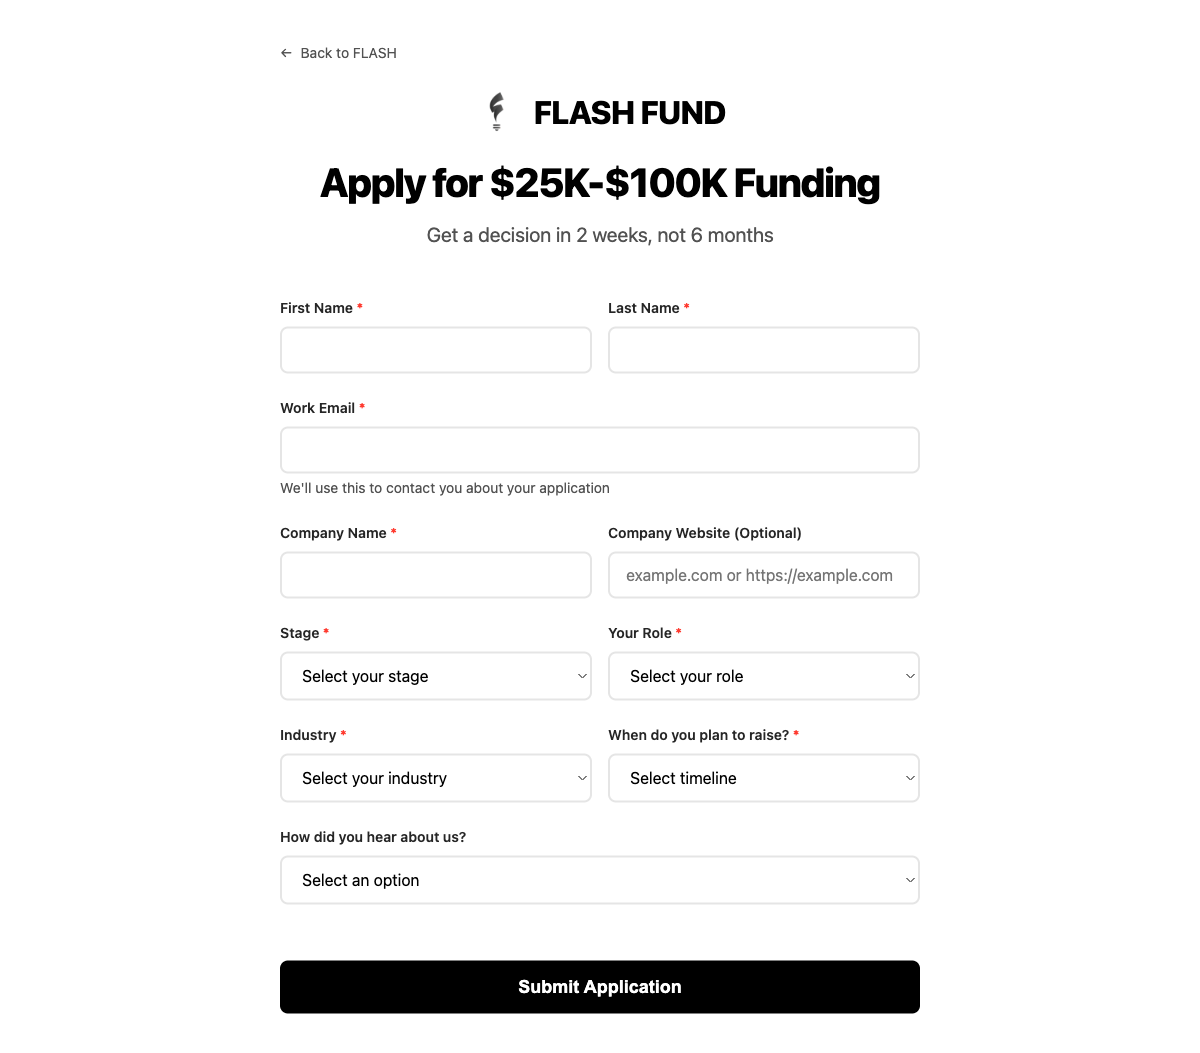 ← Back to FLASH
FLASH FUND
Apply for $25K-$100K Funding
Get a decision in 2 weeks, not 6 months
First Name * Last Name *
Work Email *
We'll use this to contact you about your application
Company Name * Company Website (Optional)
example.com or https://example.com
Stage * Your Role *
Select your stage Select your role
Industry * When do you plan to raise? *
Select your industry Select timeline
How did you hear about us?
Select an option
Submit Application